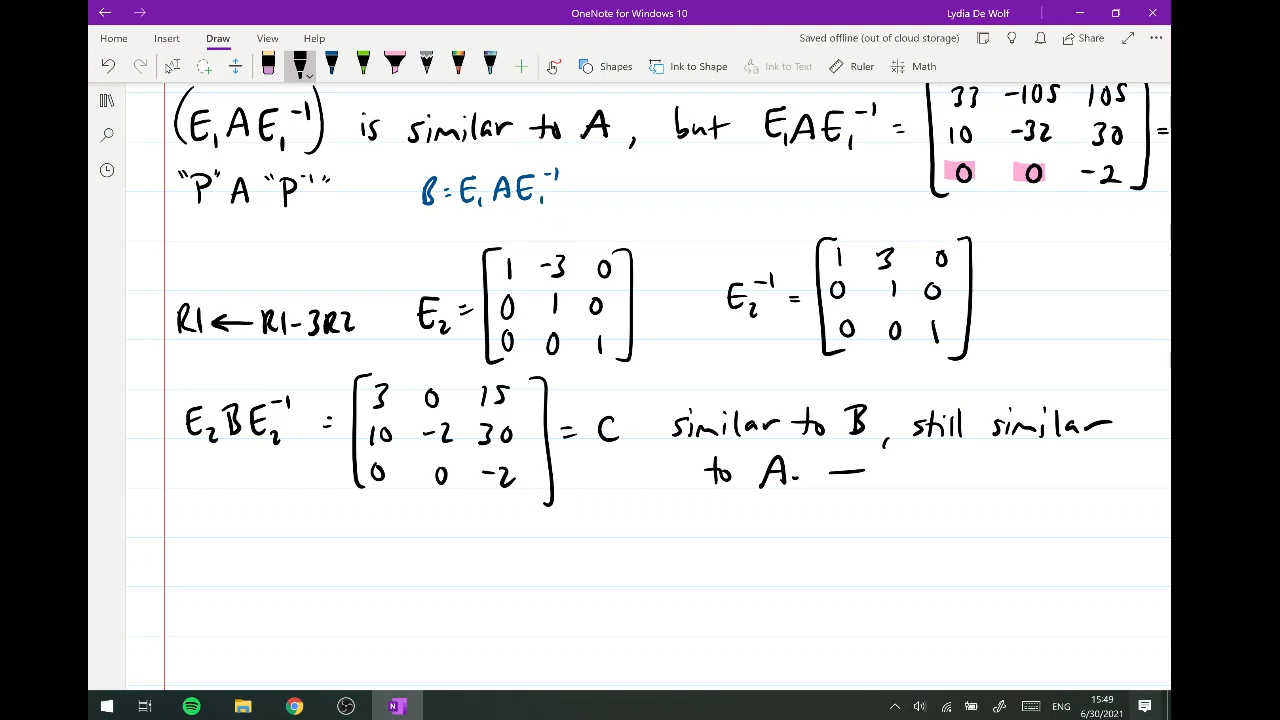 OneNote for Windows 10
Lydia De Wolf
Home Insert Draw View Help
Saved offline (out of cloud storage)
Share
Shapes Ink to Shape Ink to Text Ruler Math
(E₁AE₁⁻¹) is similar to A, but E₁AE₁⁻¹ =
33 -105 105
10 -32 30 =
0 0 -2
"P" A "P⁻¹"
B = E₁AE₁⁻¹
R1 ← R1-3R2
E₂ =
1 -3 0
0 1 0
0 0 1
E₂⁻¹ =
1 3 0
0 1 0
0 0 1
E₂BE₂⁻¹ =
3 0 15
10 -2 30
0 0 -2
= C similar to B, still similar
to A. —
ENG
15:49
6/30/2021